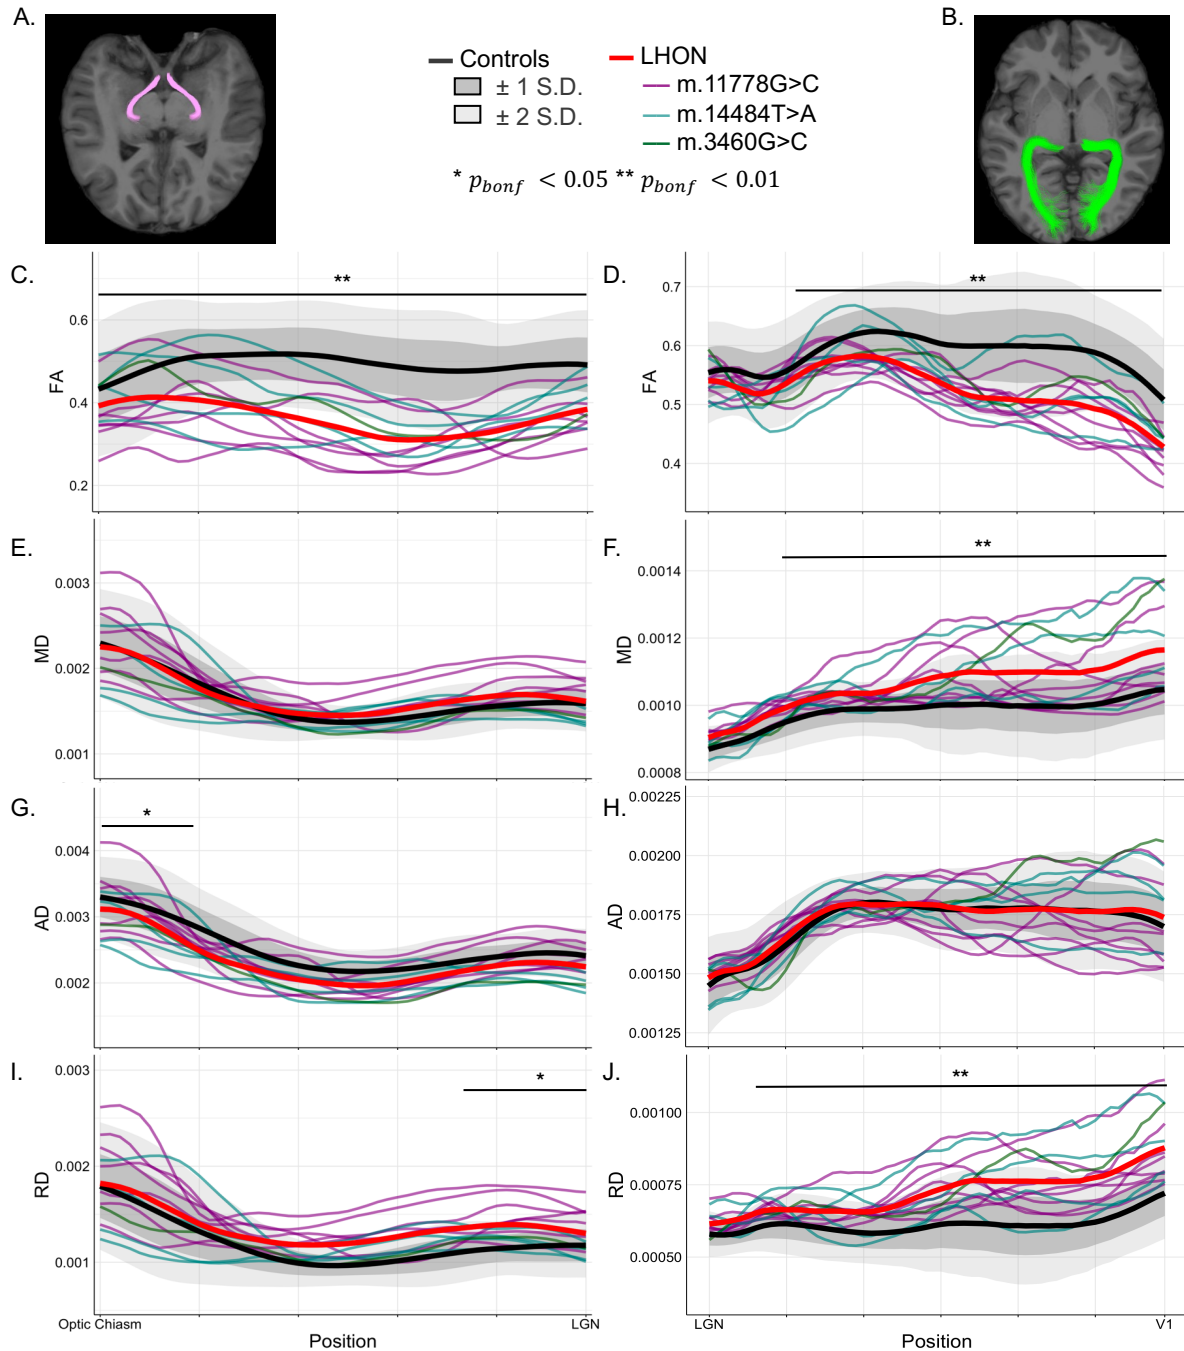 A.
B.
Controls
LHON
± 1 S.D.
m.11778G>C
± 2 S.D.
m.14484T>A
m.3460G>C
* p_bonf < 0.05 ** p_bonf < 0.01
C.
**
0.6
FA
0.4
0.2
D.
**
0.7
0.6
FA
0.5
0.4
E.
0.003
MD
0.002
0.001
F.
**
0.0014
0.0012
MD
0.0010
0.0008
G.
*
0.004
AD
0.003
0.002
H.
0.00225
0.00200
AD
0.00175
0.00150
0.00125
I.
0.003
*
0.002
RD
0.001
Optic Chiasm
LGN
Position
J.
**
0.00100
0.00075
RD
0.00050
LGN
V1
Position